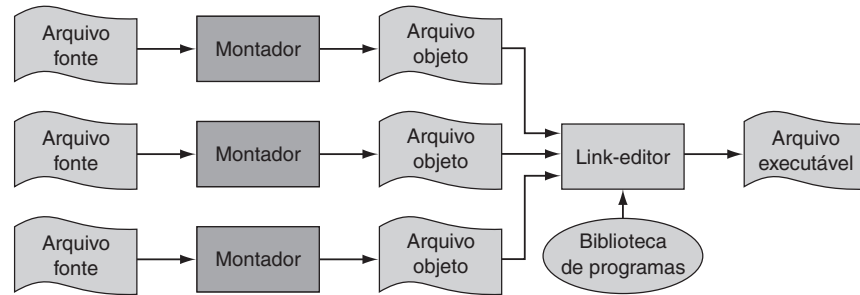 Arquivo
fonte
Montador
Arquivo
objeto
Arquivo
fonte
Montador
Arquivo
objeto
Link-editor
Arquivo
executável
Arquivo
fonte
Montador
Arquivo
objeto
Biblioteca
de programas